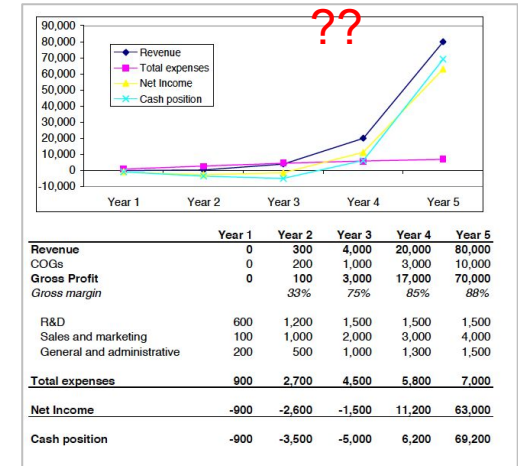 ??
90,000
80,000
70,000
60,000
50,000
40,000
30,000
20,000
10,000
0
-10,000
Revenue
Total expenses
Net Income
Cash position
Year 1 Year 2 Year 3 Year 4 Year 5
Year 1 Year 2 Year 3 Year 4 Year 5
Revenue 0 300 4,000 20,000 80,000
COGs 0 200 1,000 3,000 10,000
Gross Profit 0 100 3,000 17,000 70,000
Gross margin 33% 75% 85% 88%
R&D 600 1,200 1,500 1,500 1,500
Sales and marketing 100 1,000 2,000 3,000 4,000
General and administrative 200 500 1,000 1,300 1,500
Total expenses 900 2,700 4,500 5,800 7,000
Net Income -900 -2,600 -1,500 11,200 63,000
Cash position -900 -3,500 -5,000 6,200 69,200